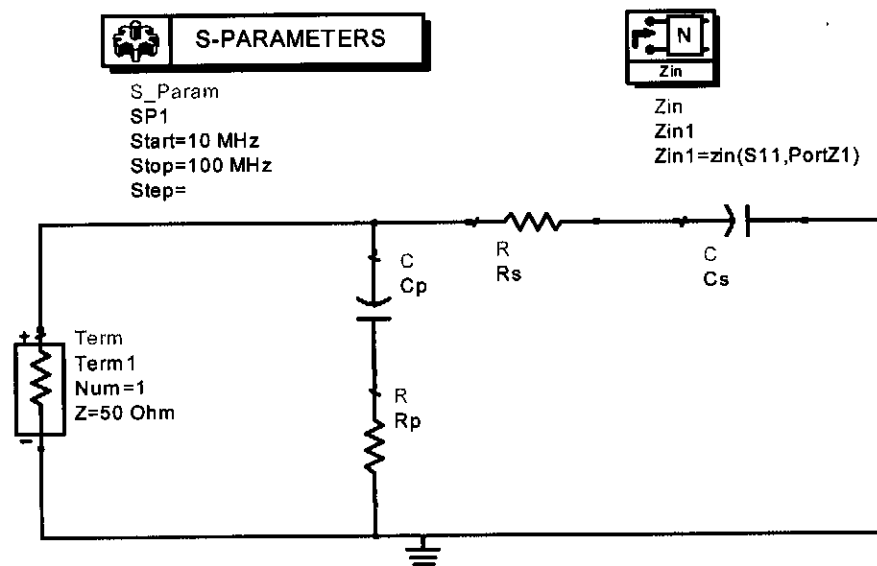 S-PARAMETERS
S_Param
SP1
Start=10 MHz
Stop=100 MHz
Step=
N
Zin
Zin
Zin1
Zin1=zin(S11,PortZ1)
R
Rs
C
Cs
C
Cp
+
Term
Term1
Num=1
Z=50 Ohm
-
R
Rp